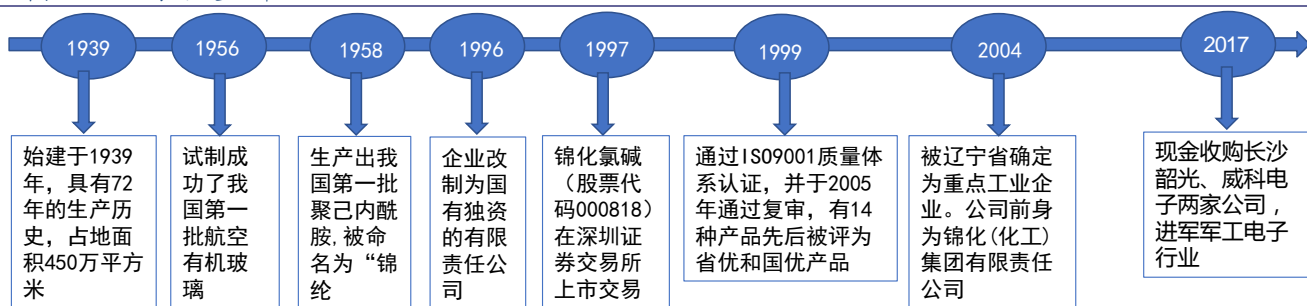 1939
1956
1958
1996
1997
1999
2004
2017
始建于1939
年，具有72
年的生产历
史，占地面
积450万平方
米
试制成
功了我
国第一
批航空
有机玻
璃
生产出我
国第一批
聚己内酰
胺,被命
名为“锦
纶
企业改
制为国
有独资
的有限
责任公
司
锦化氯碱
（股票代
码000818）
在深圳证
券交易所
上市交易
通过ISO9001质量体
系认证，并于2005
年通过复审，有14
种产品先后被评为
省优和国优产品
被辽宁省确定
为重点工业企
业。公司前身
为锦化(化工)
集团有限责任
公司
现金收购长沙
韶光、威科电
子两家公司，
进军军工电子
行业